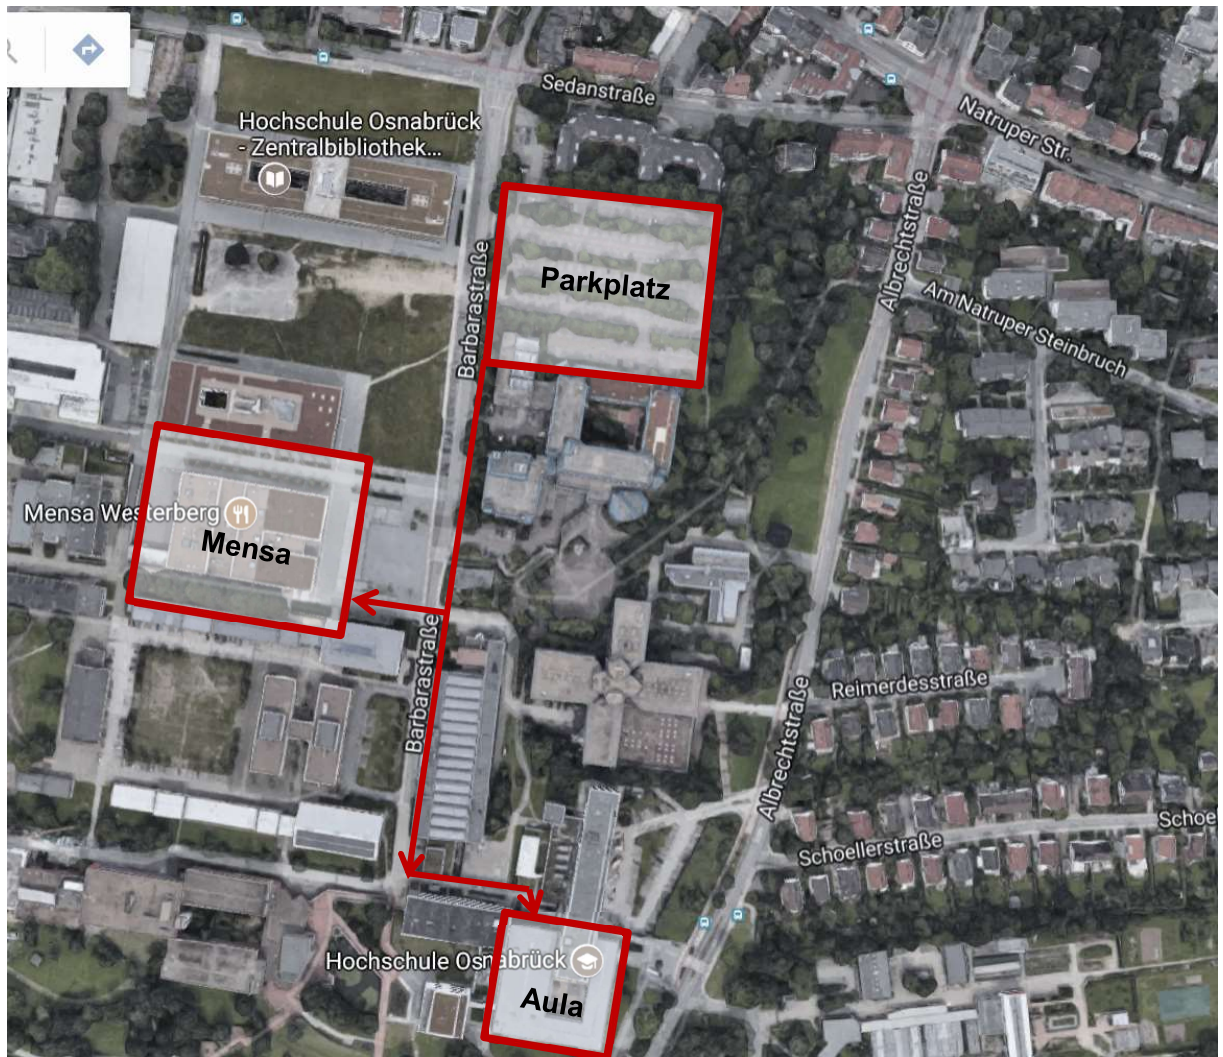 Sedanstraße
Natruper Str.
Hochschule Osnabrück
- Zentralbibliothek...
Albrechtstraße
Barbarastraße
Parkplatz
Am Natruper Steinbruch
Mensa Westerberg
Mensa
Barbarastraße
Reimerdesstraße
Albrechtstraße
Schoel
Schoellerstraße
Hochschule Osnabrück
Aula